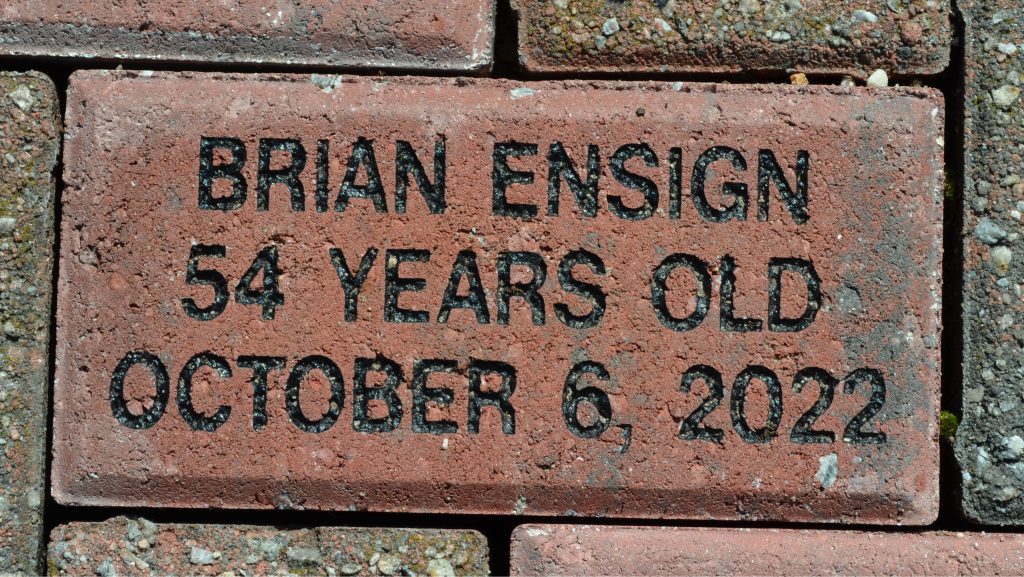 BRIAN ENSIGN
54 YEARS OLD
OCTOBER 6, 2022